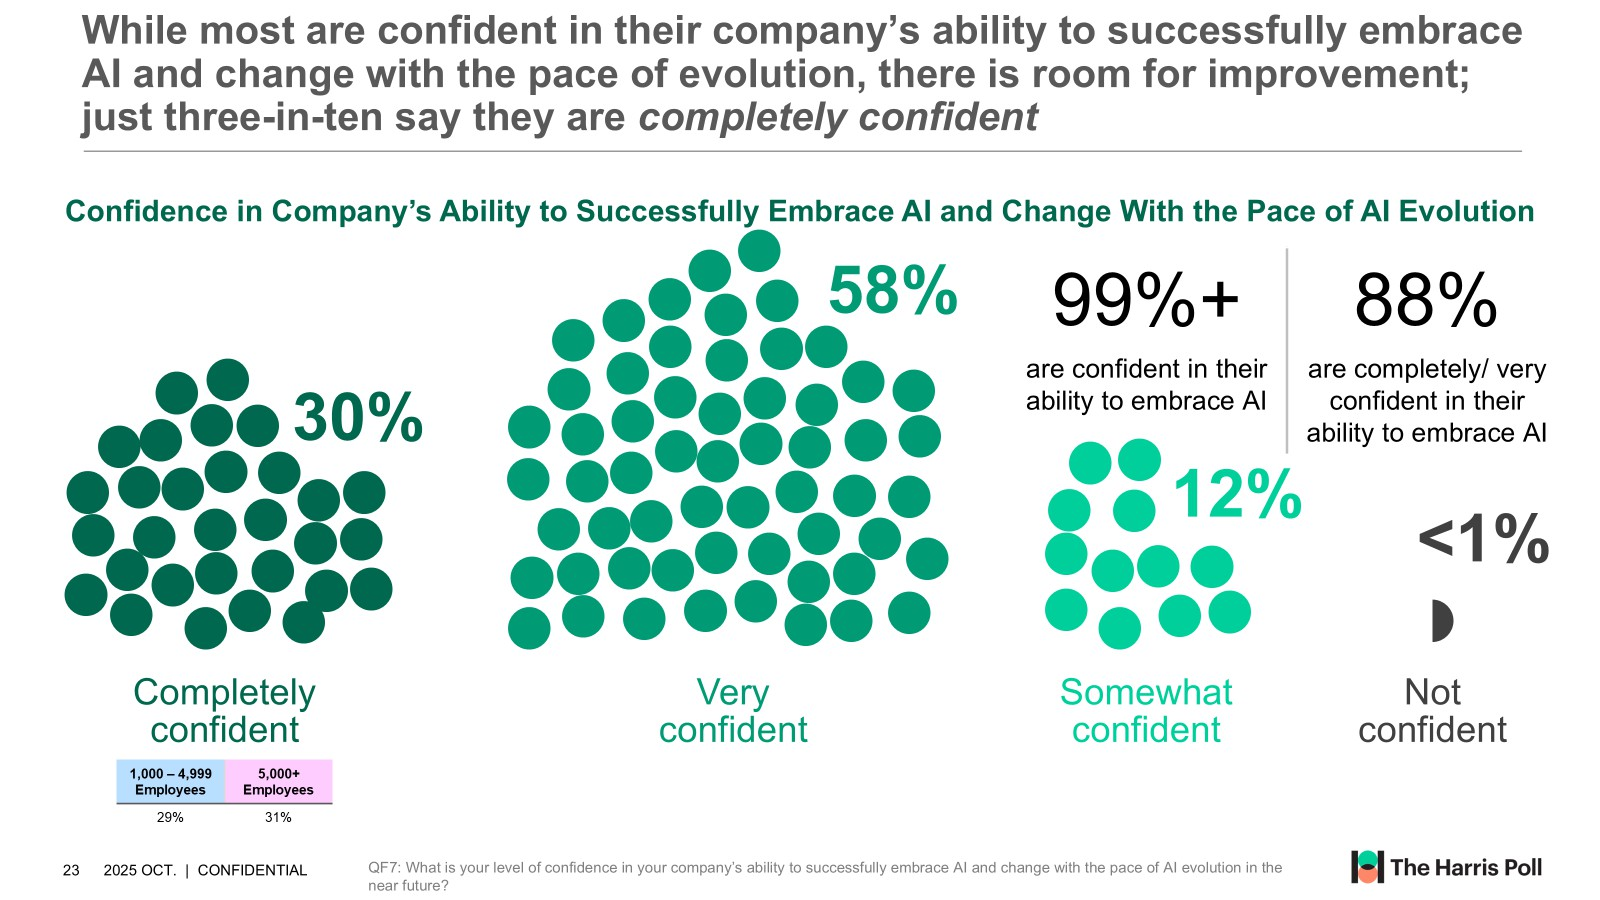 While most are confident in their company’s ability to successfully embrace
AI and change with the pace of evolution, there is room for improvement;
just three-in-ten say they are completely confident
Confidence in Company’s Ability to Successfully Embrace AI and Change With the Pace of AI Evolution
30%
58%
99%+
are confident in their
ability to embrace AI
88%
are completely/ very
confident in their
ability to embrace AI
12%
<1%
Completely
confident
Very
confident
Somewhat
confident
Not
confident
1,000 – 4,999
Employees
5,000+
Employees
29%
31%
23
2025 OCT. | CONFIDENTIAL
QF7: What is your level of confidence in your company’s ability to successfully embrace AI and change with the pace of AI evolution in the
near future?
The Harris Poll